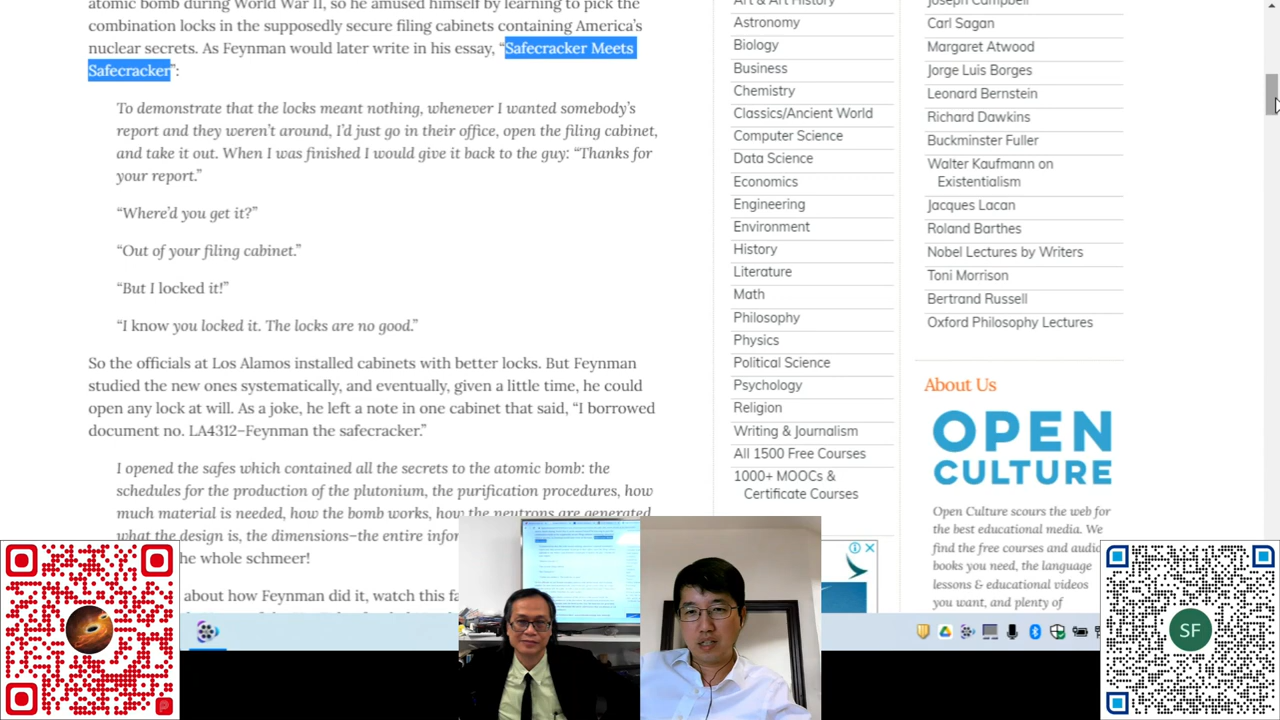 atomic bomb during World War II, so he amused himself by learning to pick the
combination locks in the supposedly secure filing cabinets containing America's
nuclear secrets. As Feynman would later write in his essay, “Safecracker Meets
Safecracker”:
To demonstrate that the locks meant nothing, whenever I wanted somebody's
report and they weren't around, I'd just go in their office, open the filing cabinet,
and take it out. When I was finished I would give it back to the guy: “Thanks for
your report.”
“Where'd you get it?”
“Out of your filing cabinet.”
“But I locked it!”
“I know you locked it. The locks are no good.”
So the officials at Los Alamos installed cabinets with better locks. But Feynman
studied the new ones systematically, and eventually, given a little time, he could
open any lock at will. As a joke, he left a note in one cabinet that said, “I borrowed
document no. LA4312–Feynman the safecracker.”
I opened the safes which contained all the secrets to the atomic bomb: the
schedules for the production of the plutonium, the purification procedures, how
much material is needed, how the bomb works, how the neutrons are generated
what the design is, the dimensions–the entire infor
e whole schmeer!
about how Feynman did it, watch this fa
Art & Art History
Astronomy
Biology
Business
Chemistry
Classics/Ancient World
Computer Science
Data Science
Economics
Engineering
Environment
History
Literature
Math
Philosophy
Physics
Political Science
Psychology
Religion
Writing & Journalism
All 1500 Free Courses
1000+ MOOCs &
Certificate Courses
Joseph Campbell
Carl Sagan
Margaret Atwood
Jorge Luis Borges
Leonard Bernstein
Richard Dawkins
Buckminster Fuller
Walter Kaufmann on
Existentialism
Jacques Lacan
Roland Barthes
Nobel Lectures by Writers
Toni Morrison
Bertrand Russell
Oxford Philosophy Lectures
About Us
OPEN
CULTURE
Open Culture scours the web for
the best educational media. We
find the free courses and audio
books you need, the language
lessons & educational videos
you want, and plenty of
SF